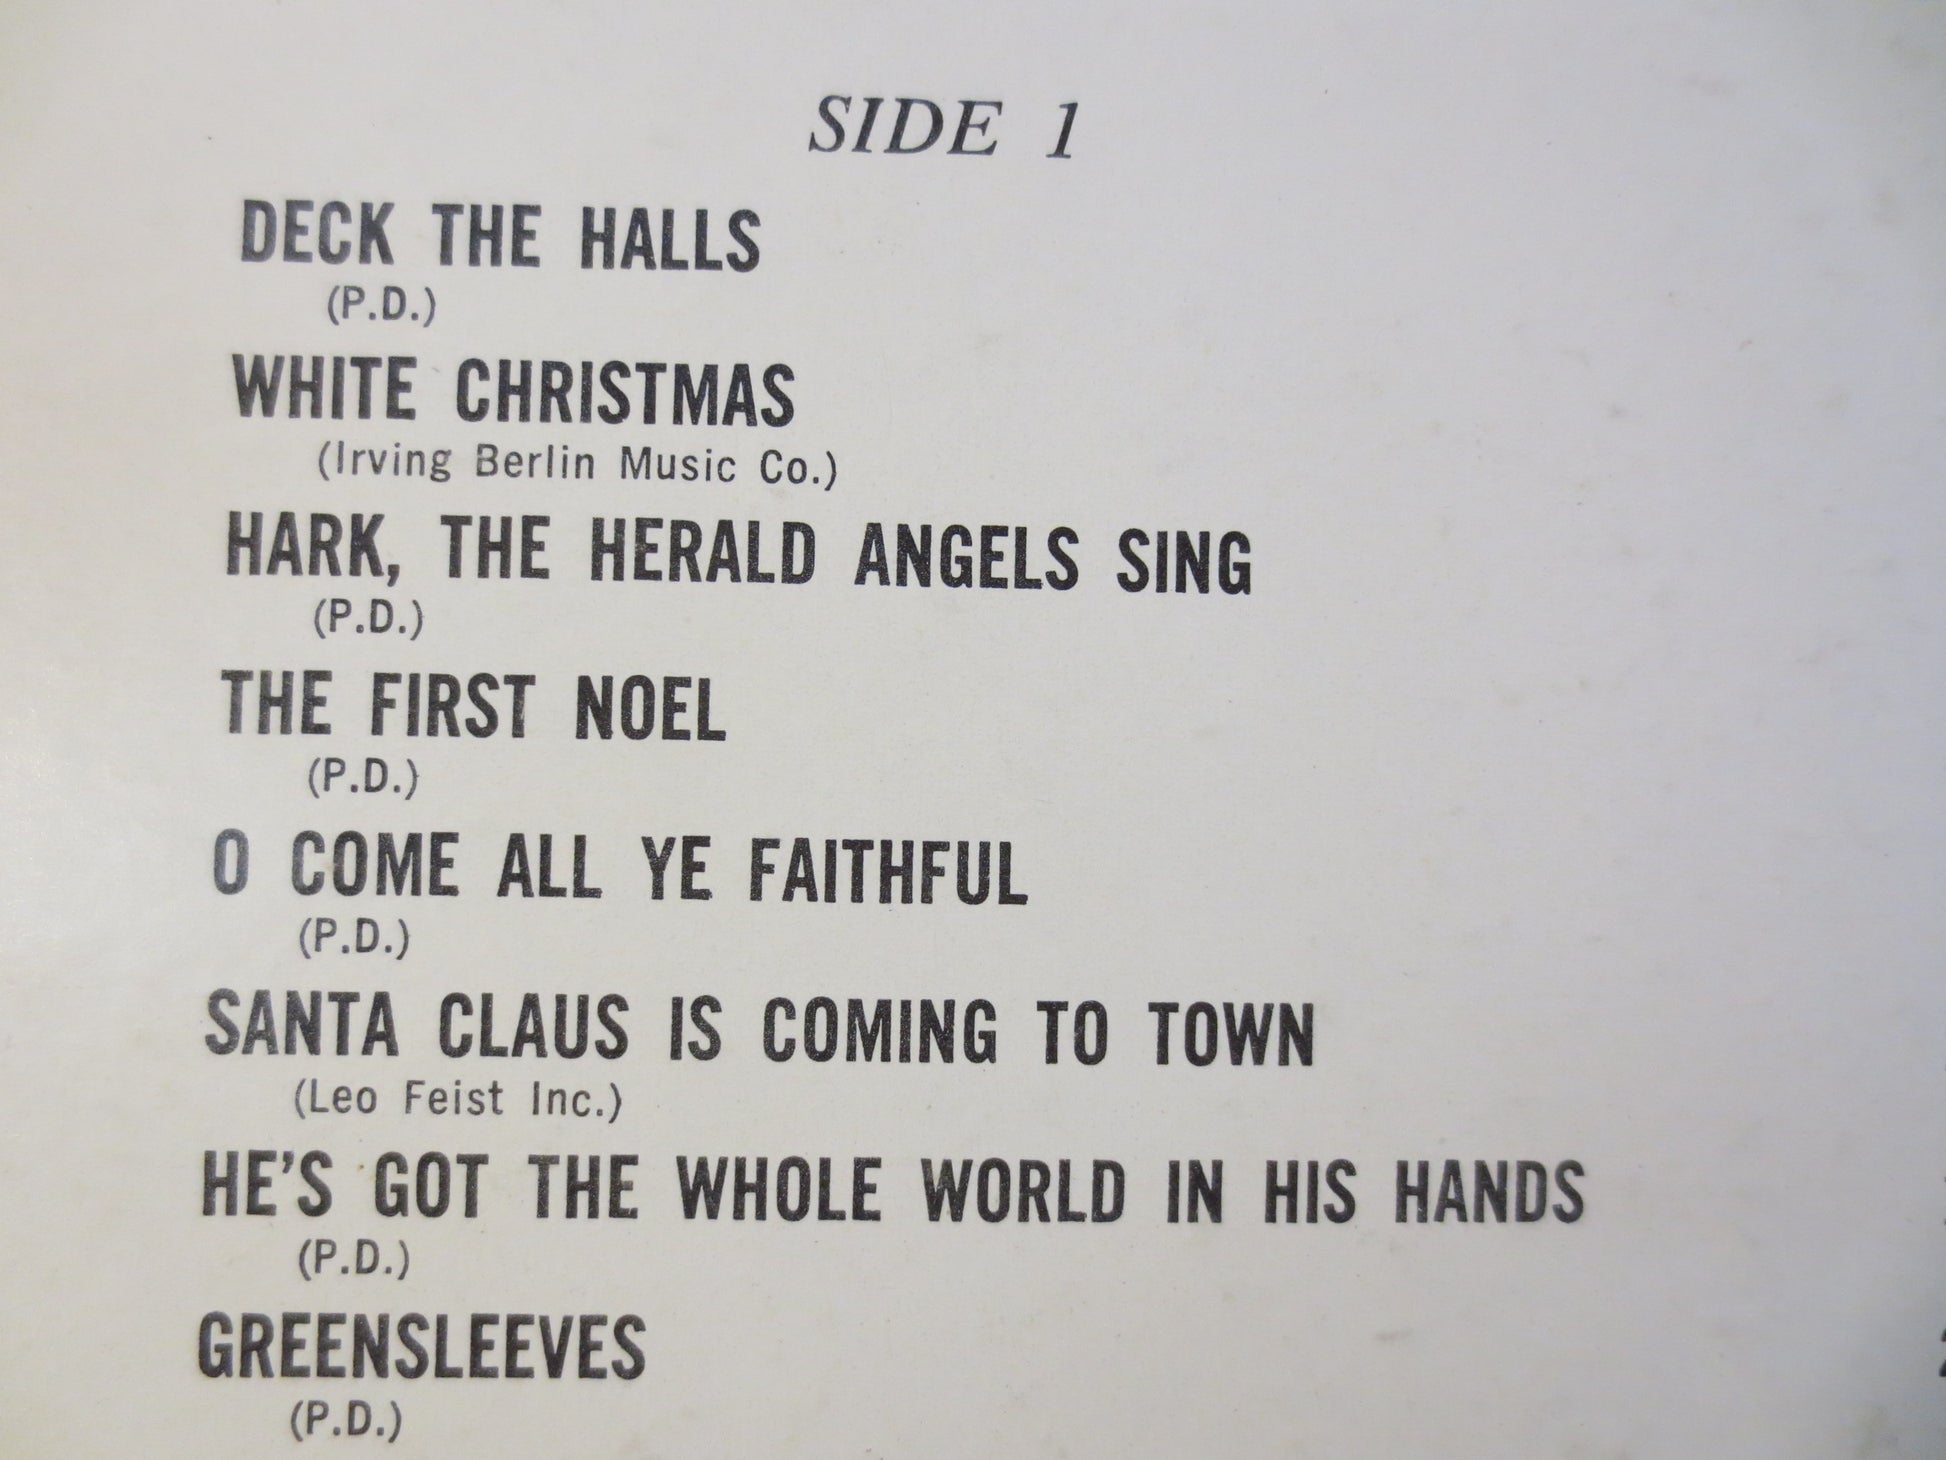 SIDE 1
DECK THE HALLS
(P.D.)
WHITE CHRISTMAS
(Irving Berlin Music Co.)
HARK, THE HERALD ANGELS SING
(P.D.)
THE FIRST NOEL
(P.D.)
O COME ALL YE FAITHFUL
(P.D.)
SANTA CLAUS IS COMING TO TOWN
(Leo Feist Inc.)
HE'S GOT THE WHOLE WORLD IN HIS HANDS
(P.D.)
GREENSLEEVES
(P.D.)